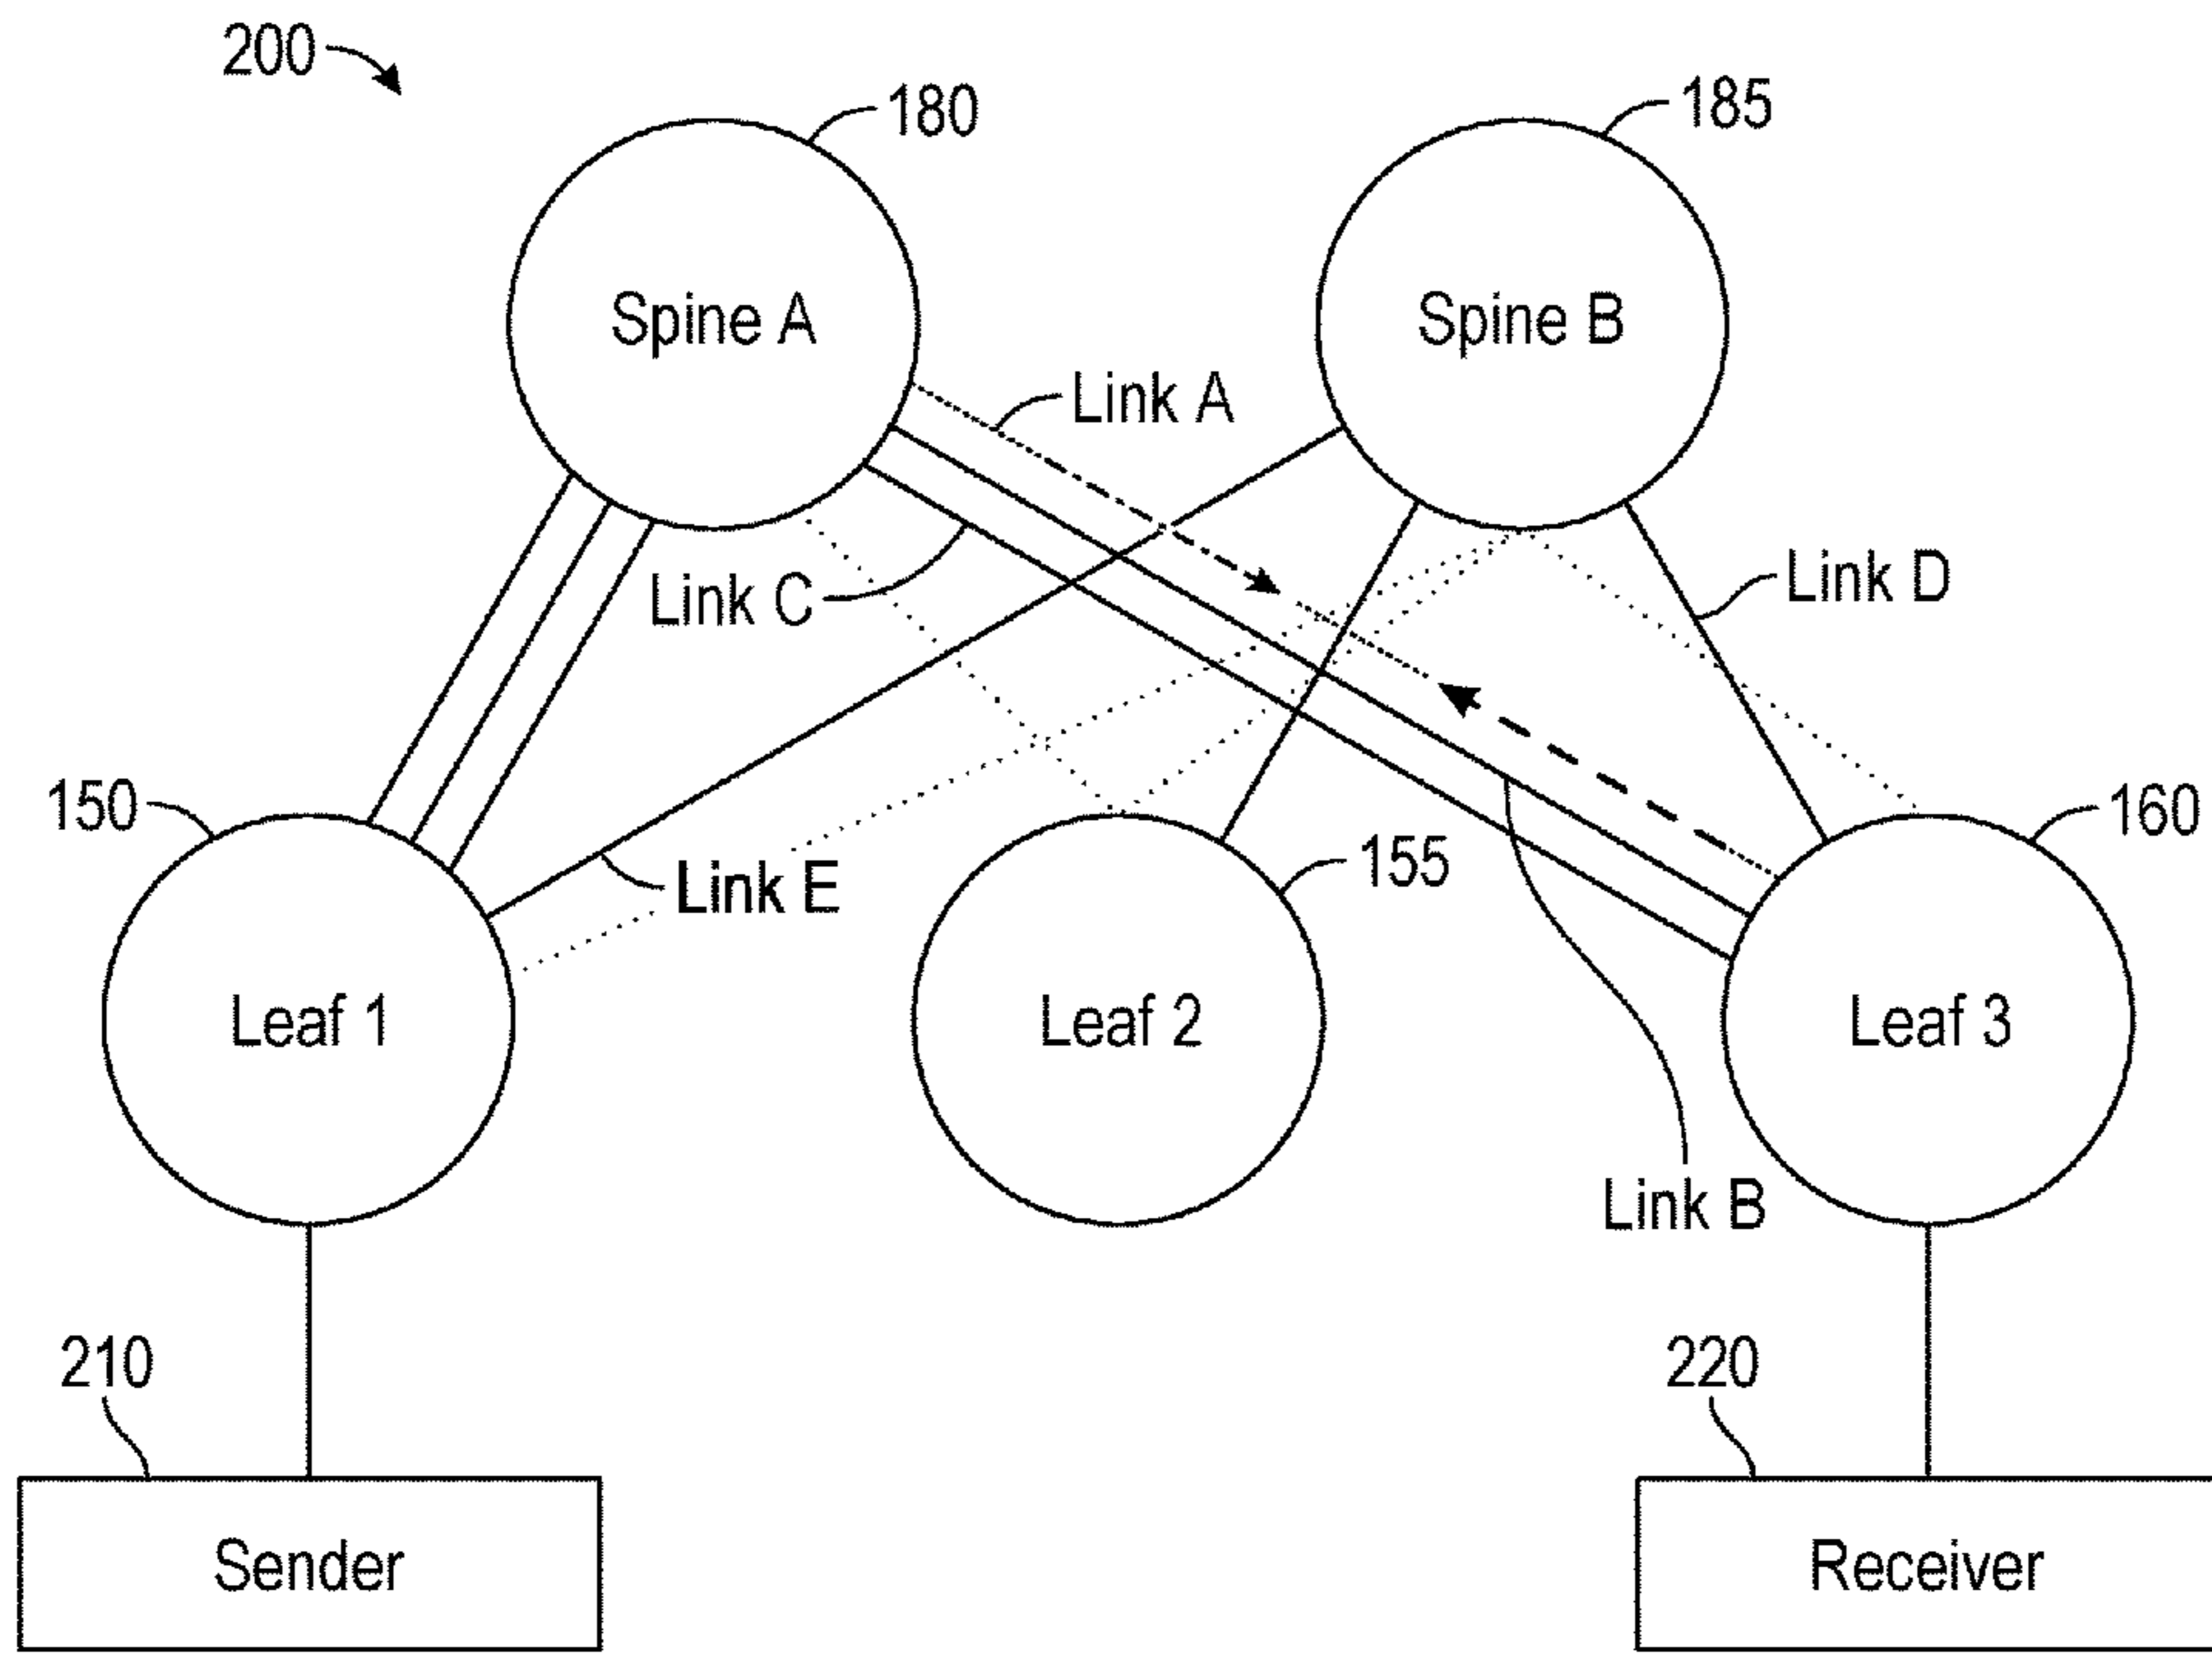 200
180
185
Spine A
Spine B
Link A
Link C
Link D
150
160
155
Link E
Leaf 1
Leaf 2
Leaf 3
Link B
210
220
Sender
Receiver